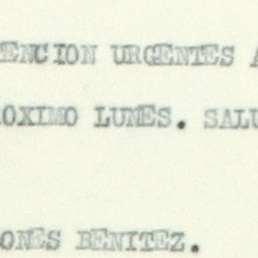 ENCION URGENTES A
OXIMO LUNES. SALU
ONES BENITEZ.